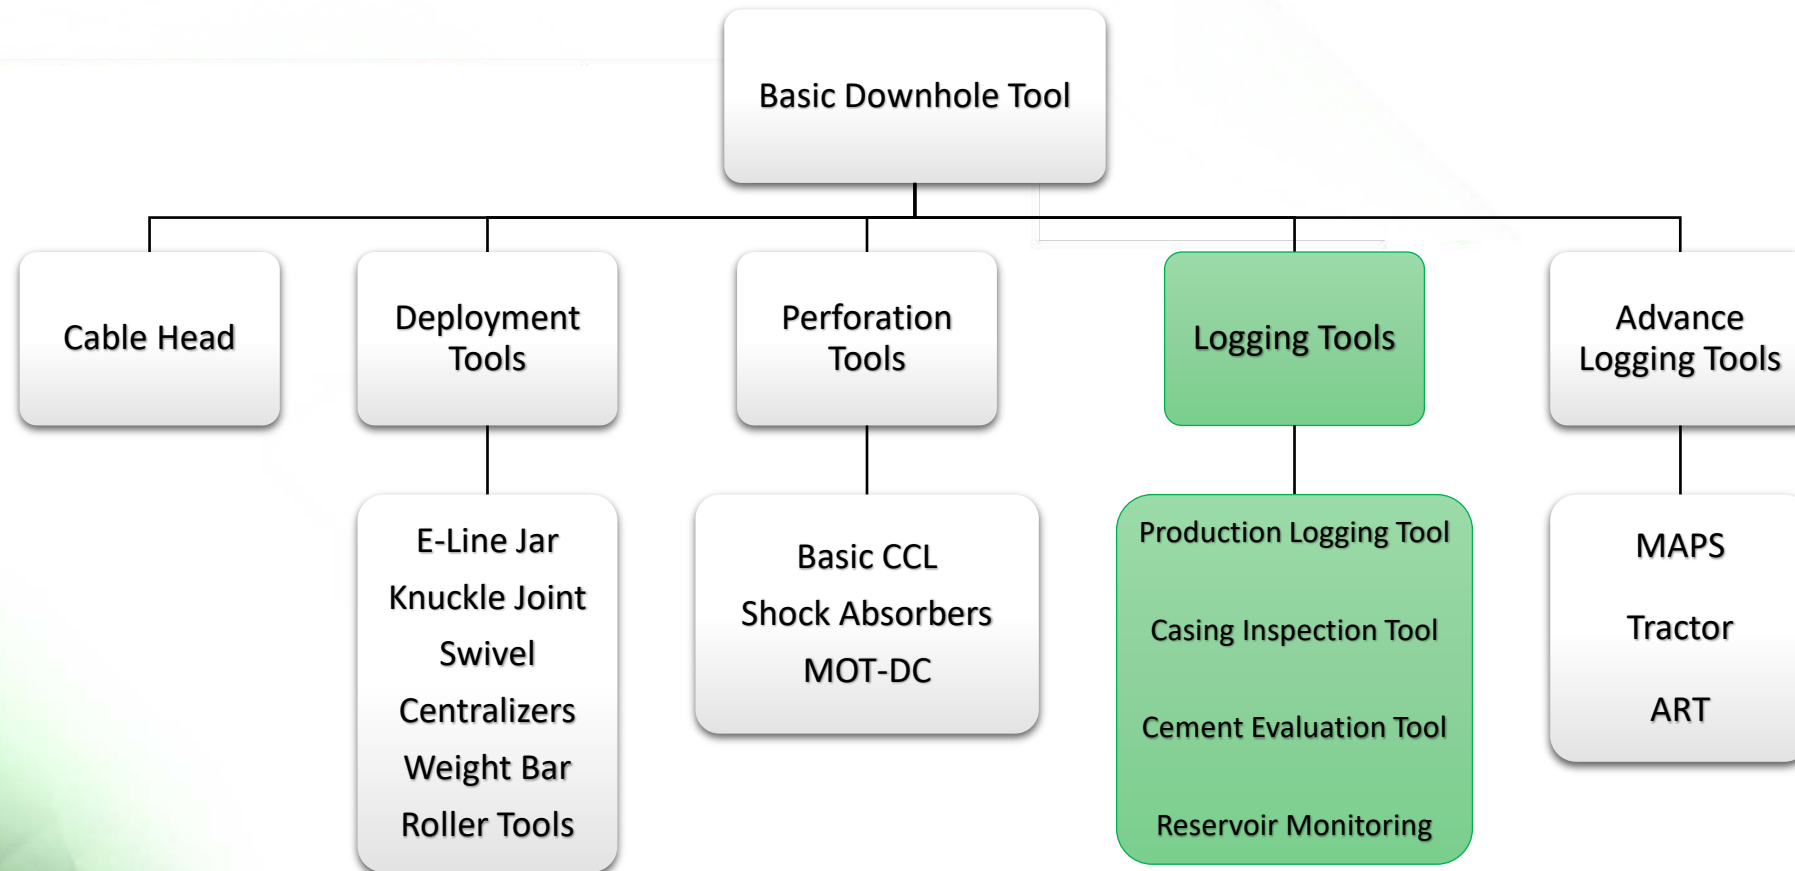 Basic Downhole Tool
Cable Head
Deployment
Tools
Perforation
Tools
Logging Tools
Advance
Logging Tools
E-Line Jar
Knuckle Joint
Swivel
Centralizers
Weight Bar
Roller Tools
Basic CCL
Shock Absorbers
MOT-DC
Production Logging Tool
Casing Inspection Tool
Cement Evaluation Tool
Reservoir Monitoring
MAPS
Tractor
ART